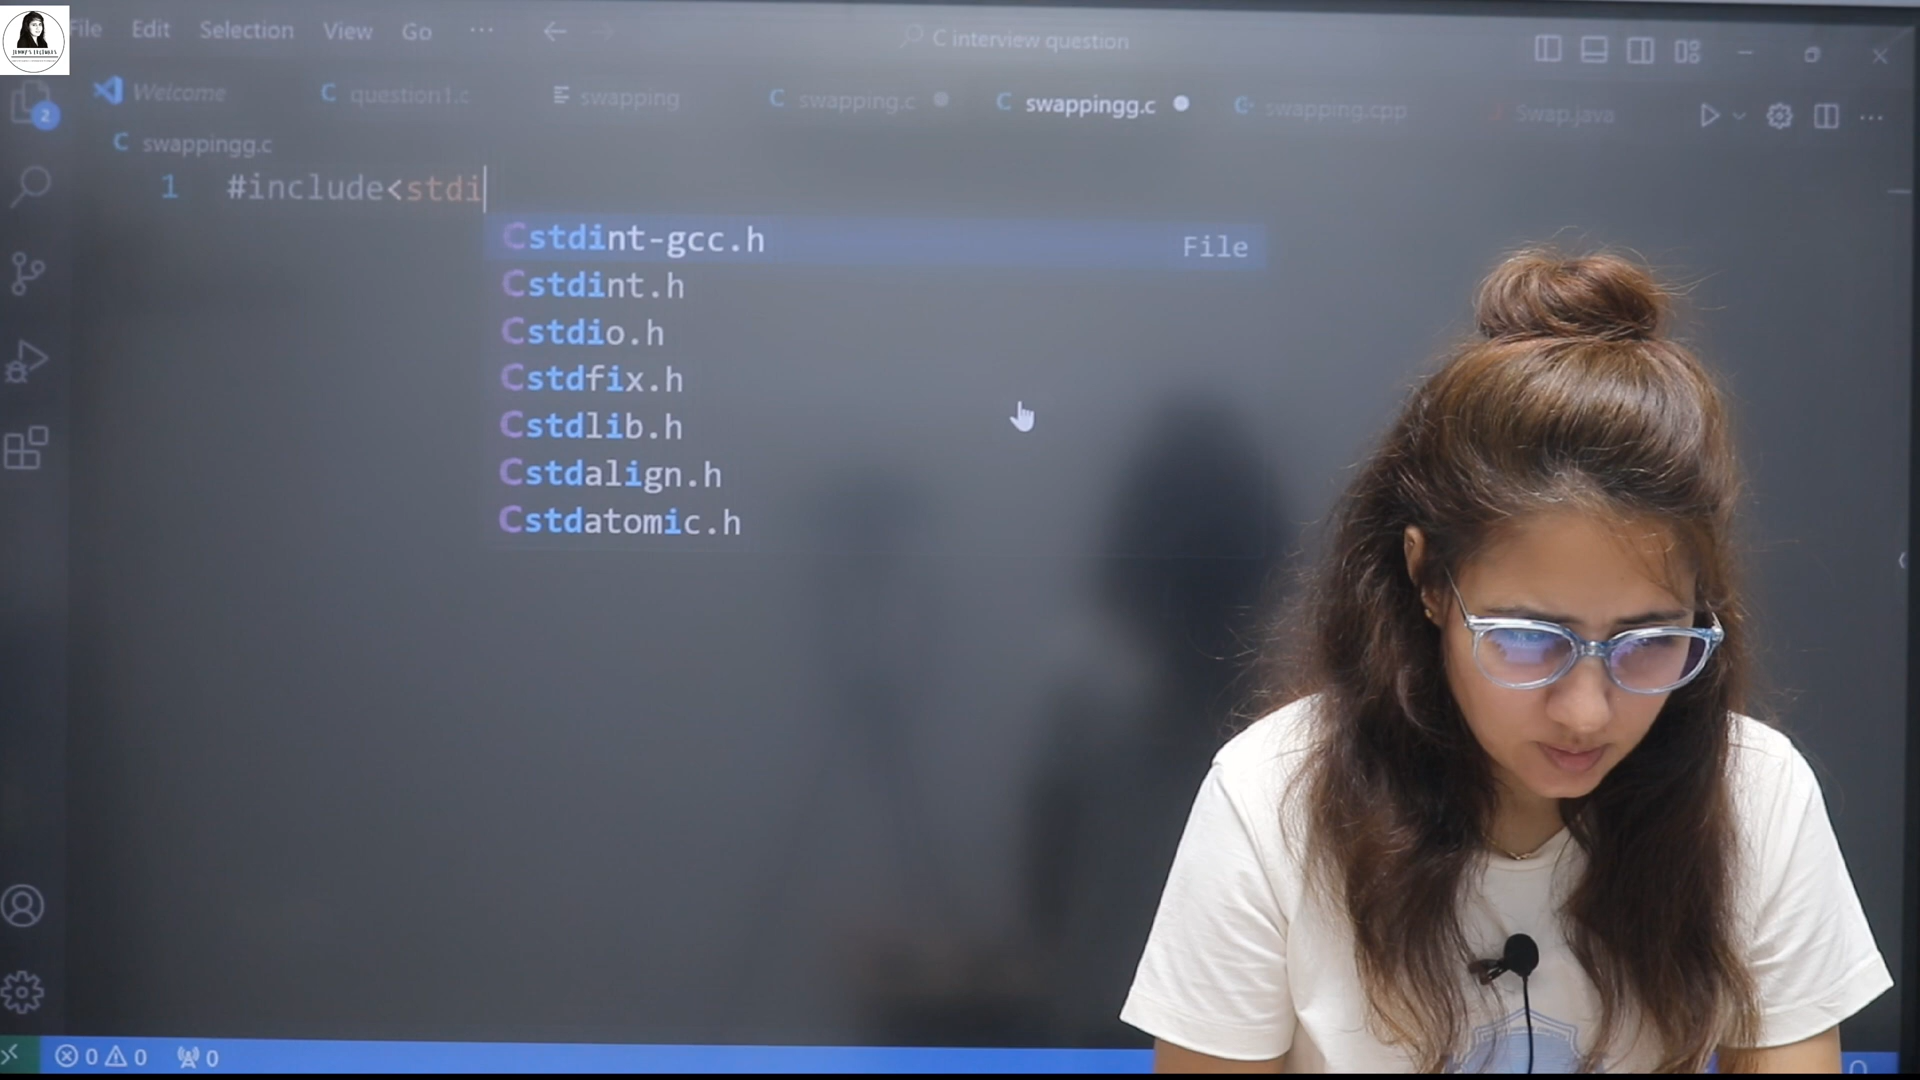 File Edit Selection View Go ... C interview question
Welcome question1.c swapping swapping.c swappingg.c swapping.cpp Swap.java
2
C swappingg.c
1 #include<stdi
stdint-gcc.h File
stdint.h
stdio.h
stdfix.h
stdlib.h
stdalign.h
stdatomic.h
0 0 0